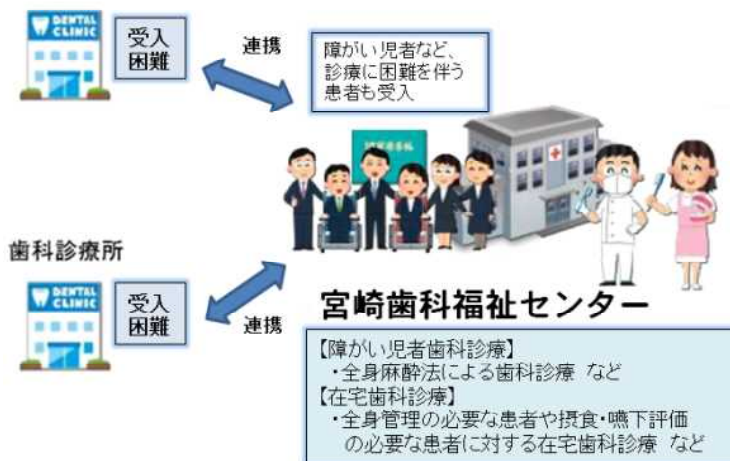 DENTAL
CLINIC
受入
困難
連携
障がい児者など、
診療に困難を伴う
患者も受入
歯科診療所
DENTAL
CLINIC
受入
困難
連携
宮崎歯科福祉センター
【障がい児者歯科診療】
・全身麻酔法による歯科診療 など
【在宅歯科診療】
・全身管理の必要な患者や摂食・嚥下評価
の必要な患者に対する在宅歯科診療 など